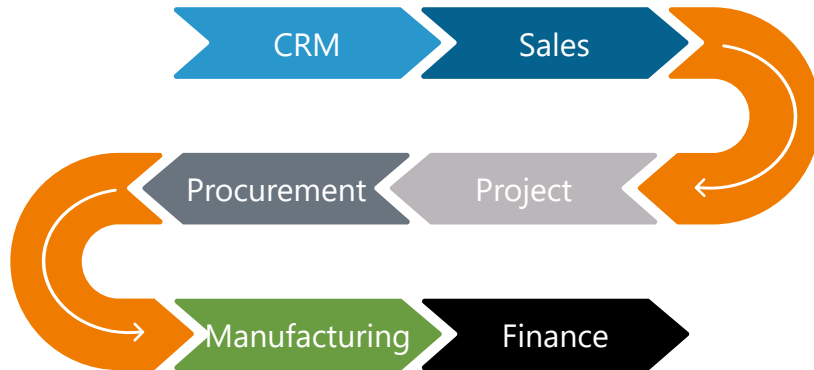 CRM
Sales
Project
Procurement
Manufacturing
Finance